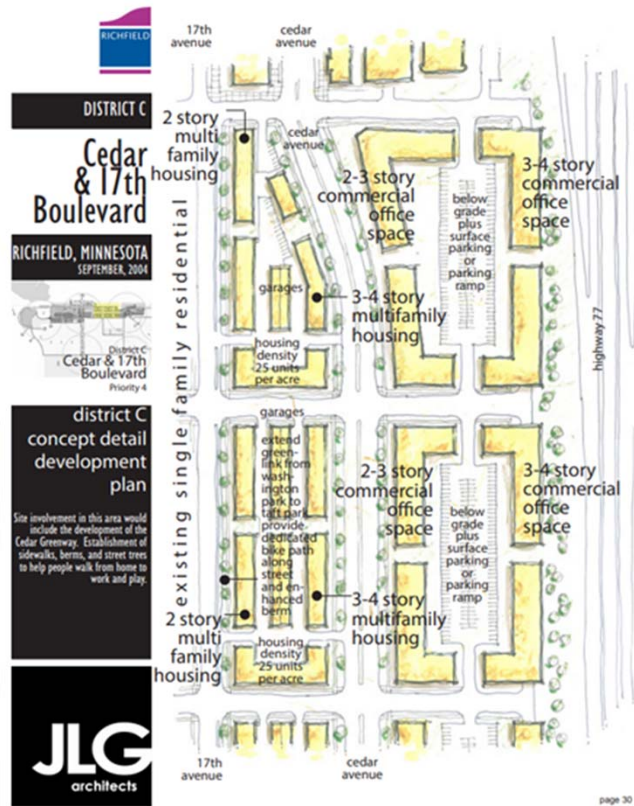 RICHFIELD
DISTRICT C
Cedar
& 17th
Boulevard
RICHFIELD, MINNESOTA
SEPTEMBER, 2004
District C
Cedar & 17th
Boulevard
Priority 4
district C
concept detail
development
plan
Site involvement in this area would
include the development of the
Cedar Greenway. Establishment of
sidewalks, berms, and street trees
to help people walk from home to
work and play.
JLG
architects
17th
avenue
cedar
avenue
2 story
multi
family
housing
cedar
avenue
2-3 story
commercial
office
space
3-4 story
commercial
office
space
below
grade
plus
surface
parking
or
parking
ramp
existing single family residential
garages
3-4 story
multifamily
housing
highway 77
housing
density
25 units
per acre
garages
extend
green-
link from
wash-
ington
park to
taft park
provide
dedicated
bike path
along
street
and en-
hanced
berm
2-3 story
commercial
office
space
3-4 story
commercial
office
space
below
grade
plus
surface
parking
or
parking
ramp
2 story
multi
family
housing
3-4 story
multifamily
housing
housing
density
25 units
per acre
17th
avenue
cedar
avenue
page 30